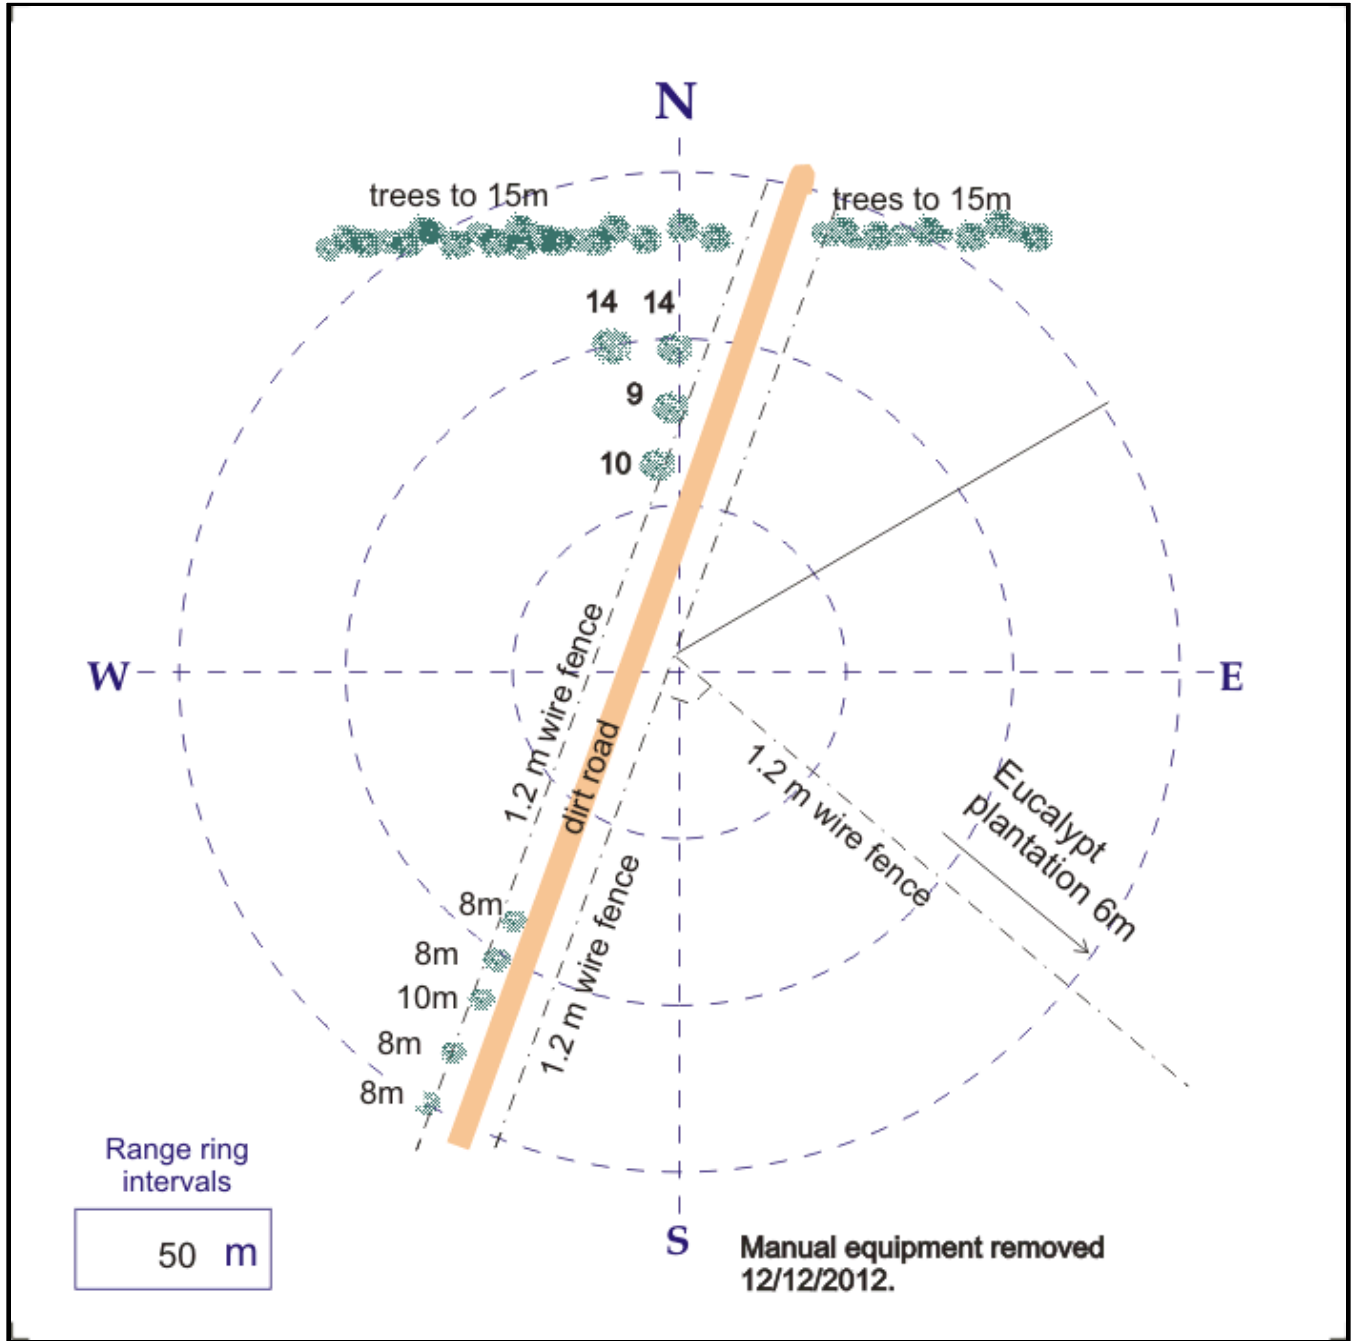 N
trees to 15m
trees to 15m
14 14
9
10
1.2 m wire fence
W
E
dirt road
1.2 m wire fence
Eucalypt
plantation 6m
1.2 m wire fence
8m
8m
10m
8m
8m
Range ring
intervals
50 m
S
Manual equipment removed
12/12/2012.